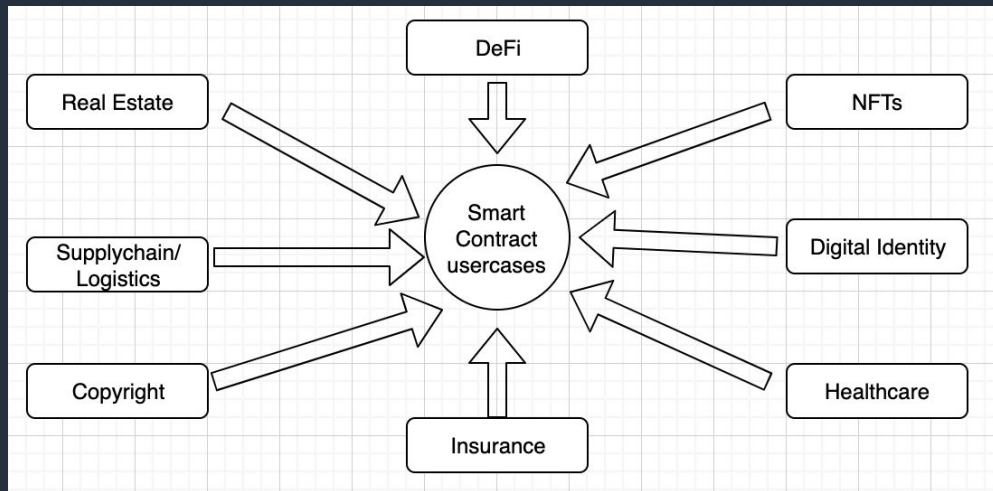 DeFi
Real Estate
NFTs
Smart
Contract
usercases
Supplychain/
Logistics
Digital Identity
Copyright
Healthcare
Insurance